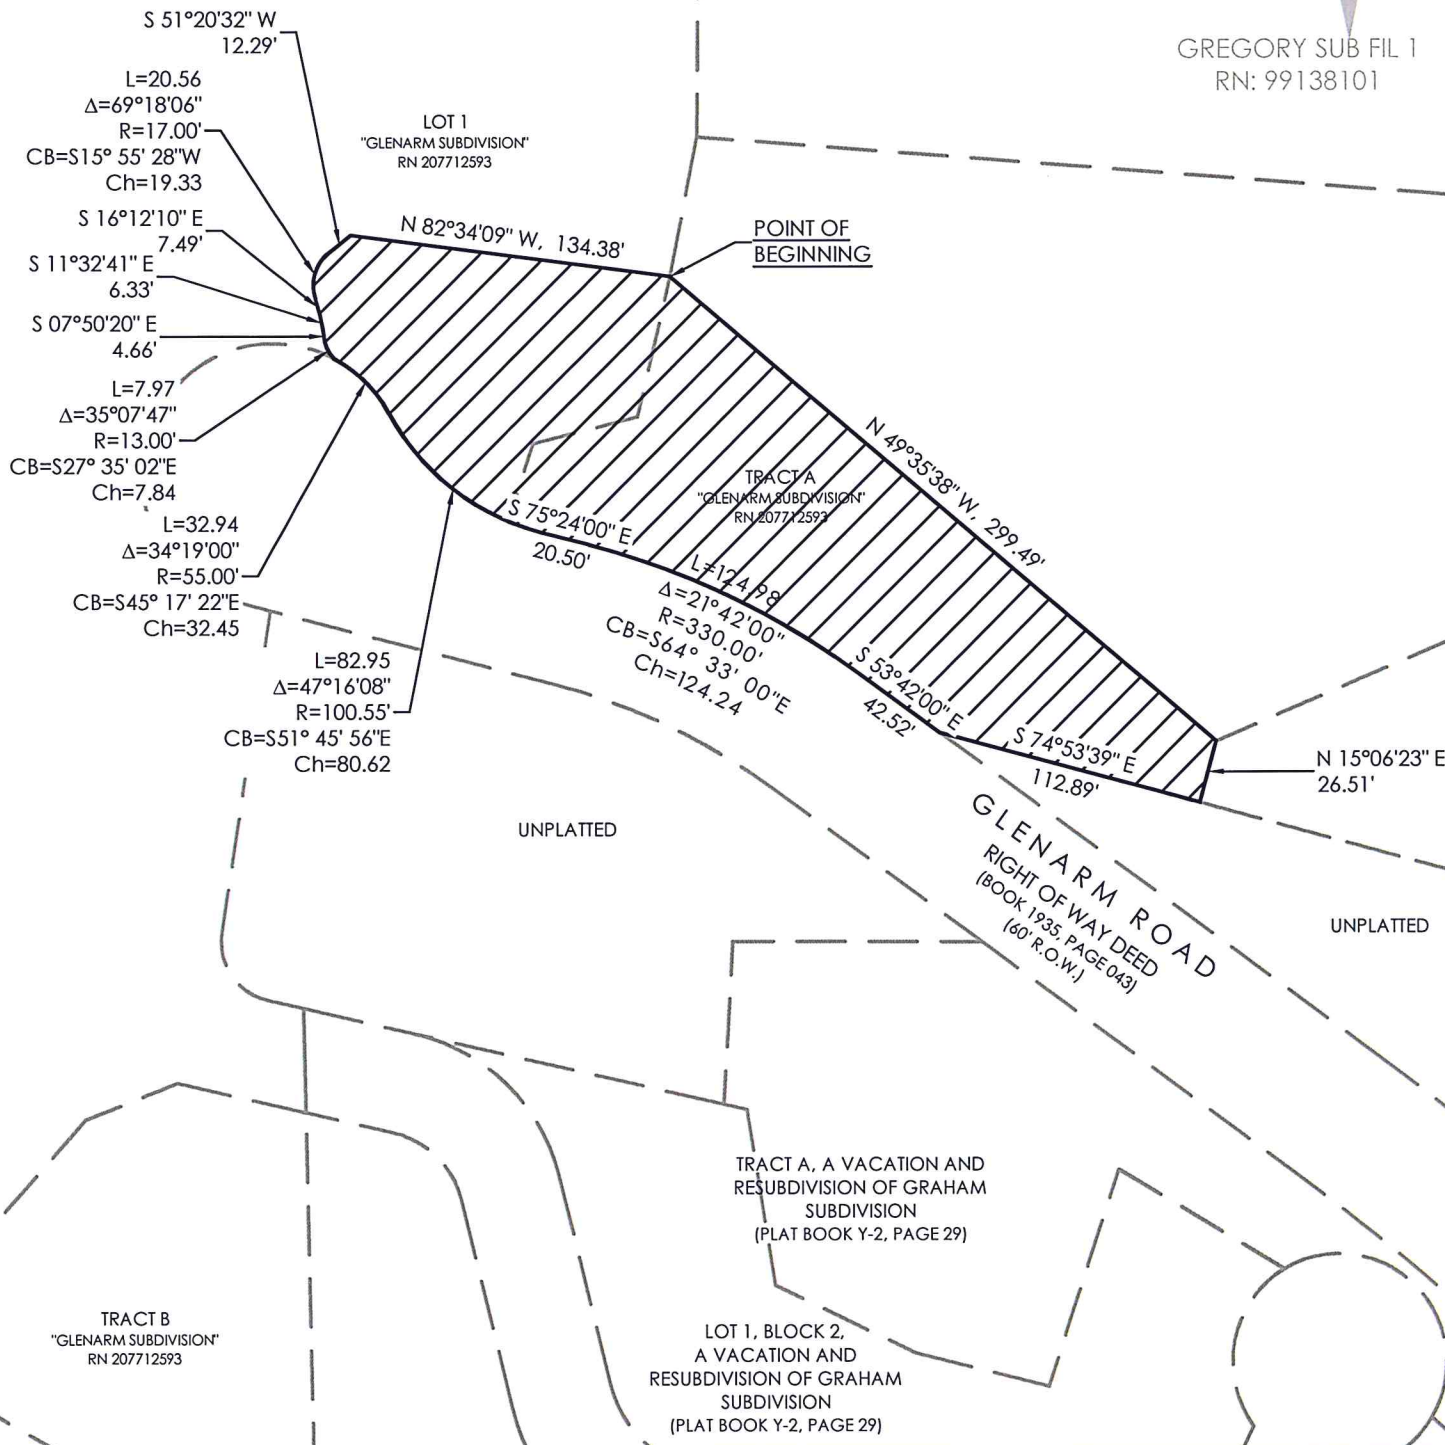 S 51°20'32" W
12.29'
GREGORY SUB FIL 1
RN: 99138101
L=20.56
Δ=69°18'06"
R=17.00'
CB=S15° 55' 28"W
Ch=19.33
LOT 1
"GLENARM SUBDIVISION"
RN 207712593
S 16°12'10" E
7.49'
S 11°32'41" E
6.33'
S 07°50'20" E
4.66'
N 82°34'09" W, 134.38'
POINT OF
BEGINNING
L=7.97
Δ=35°07'47"
R=13.00'
CB=S27° 35' 02"E
Ch=7.84
L=32.94
Δ=34°19'00"
R=55.00'
CB=S45° 17' 22"E
Ch=32.45
L=82.95
Δ=47°16'08"
R=100.55'
CB=S51° 45' 56"E
Ch=80.62
N 49°35'38" W, 299.49'
TRACT A
"GLENARM SUBDIVISION"
RN 207712593
S 75°24'00" E
20.50'
L=124.98
Δ=21°42'00"
R=330.00'
CB=S64° 33' 00"E
Ch=124.24
S 53°42'00" E
42.52'
S 74°53'39" E
112.89'
N 15°06'23" E
26.51'
UNPLATTED
GLENARM ROAD
RIGHT OF WAY DEED
(BOOK 1935, PAGE 043)
(60' R.O.W.)
UNPLATTED
TRACT A, A VACATION AND
RESUBDIVISION OF GRAHAM
SUBDIVISION
(PLAT BOOK Y-2, PAGE 29)
TRACT B
"GLENARM SUBDIVISION"
RN 207712593
LOT 1, BLOCK 2,
A VACATION AND
RESUBDIVISION OF GRAHAM
SUBDIVISION
(PLAT BOOK Y-2, PAGE 29)